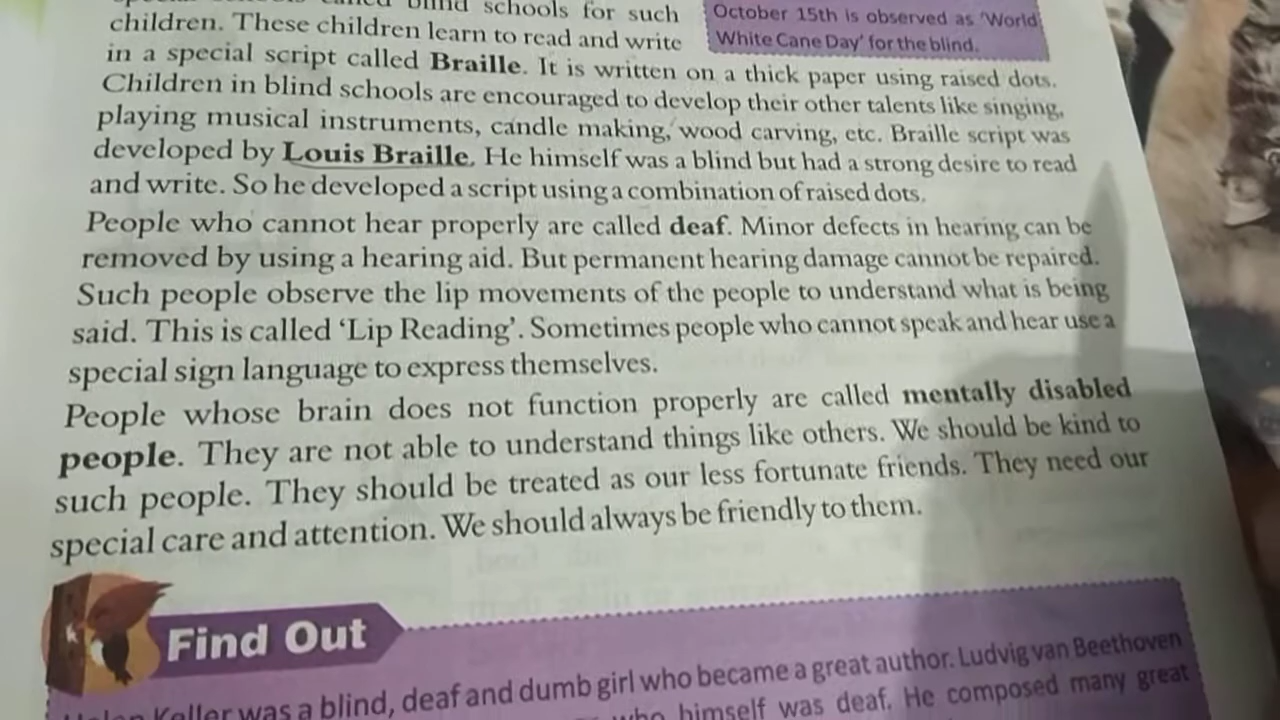 special schools called blind schools for such
children. These children learn to read and write
October 15th is observed as 'World
White Cane Day' for the blind.
in a special script called Braille. It is written on a thick paper using raised dots.
Children in blind schools are encouraged to develop their other talents like singing,
playing musical instruments, candle making, wood carving, etc. Braille script was
developed by Louis Braille. He himself was a blind but had a strong desire to read
and write. So he developed a script using a combination of raised dots.
People who cannot hear properly are called deaf. Minor defects in hearing can be
removed by using a hearing aid. But permanent hearing damage cannot be repaired.
Such people observe the lip movements of the people to understand what is being
said. This is called 'Lip Reading'. Sometimes people who cannot speak and hear use a
special sign language to express themselves.
People whose brain does not function properly are called mentally disabled
people. They are not able to understand things like others. We should be kind to
such people. They should be treated as our less fortunate friends. They need our
special care and attention. We should always be friendly to them.
Find Out
Helen Keller was a blind, deaf and dumb girl who became a great author. Ludvig van Beethoven
who himself was deaf. He composed many great